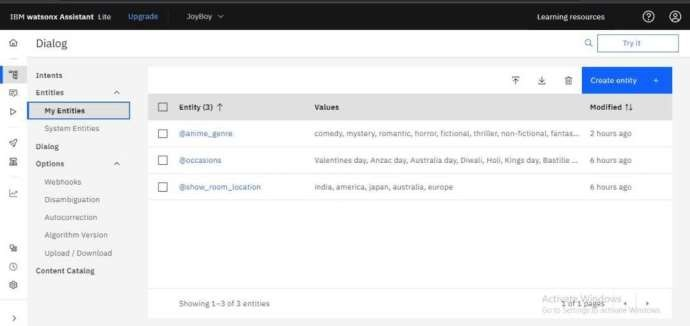 IBM watsonx Assistant Lite Upgrade JoyBoy Learning resources
Dialog Try it
Intents
Entities
My Entities
System Entities
Dialog
Options
Webhooks
Disambiguation
Autocorrection
Algorithm Version
Upload / Download
Content Catalog
Create entity +
Entity (3) ↑ Values Modified ↑↓
@anime_genre comedy, mystery, romantic, horror, fictional, thriller, non-fictional, fantas... 2 hours ago
@occasions Valentines day, Anzac day, Australia day, Diwali, Holi, Kings day, Bastille ... 6 hours ago
@show_room_location india, america, japan, australia, europe 6 hours ago
Showing 1–3 of 3 entities 1 of 1 pages
Activate Windows
Go to Settings to activate Windows.